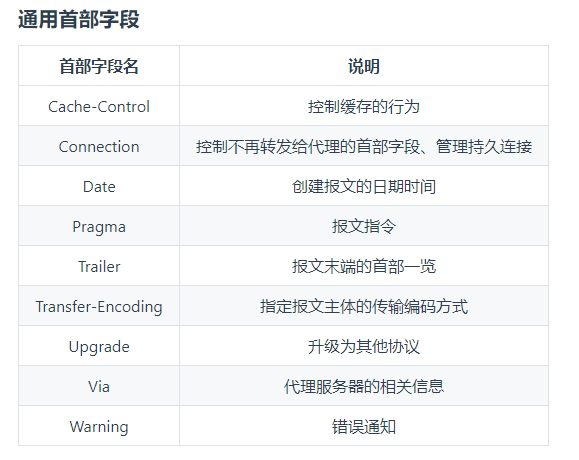 通用首部字段
首部字段名 说明
Cache-Control 控制缓存的行为
Connection 控制不再转发给代理的首部字段、管理持久连接
Date 创建报文的日期时间
Pragma 报文指令
Trailer 报文末端的首部一览
Transfer-Encoding 指定报文主体的传输编码方式
Upgrade 升级为其他协议
Via 代理服务器的相关信息
Warning 错误通知